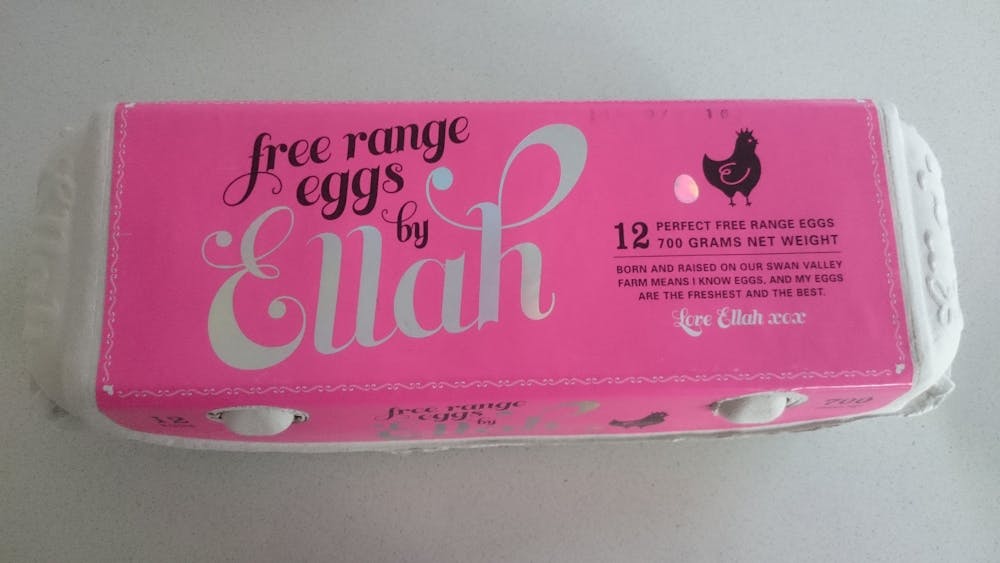 free range
eggs
by
Ellah
12 PERFECT FREE RANGE EGGS
700 GRAMS NET WEIGHT
BORN AND RAISED ON OUR SWAN VALLEY
FARM MEANS I KNOW EGGS, AND MY EGGS
ARE THE FRESHEST AND THE BEST.
Love Ellah xox
12
free range
eggs
by
700